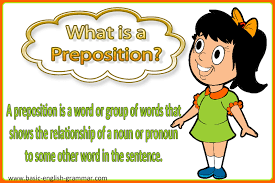 What is a
Preposition?
A preposition is a word or group of words that
shows the relationship of a noun or pronoun
to some other word in the sentence.
www.basic-english-grammar.com